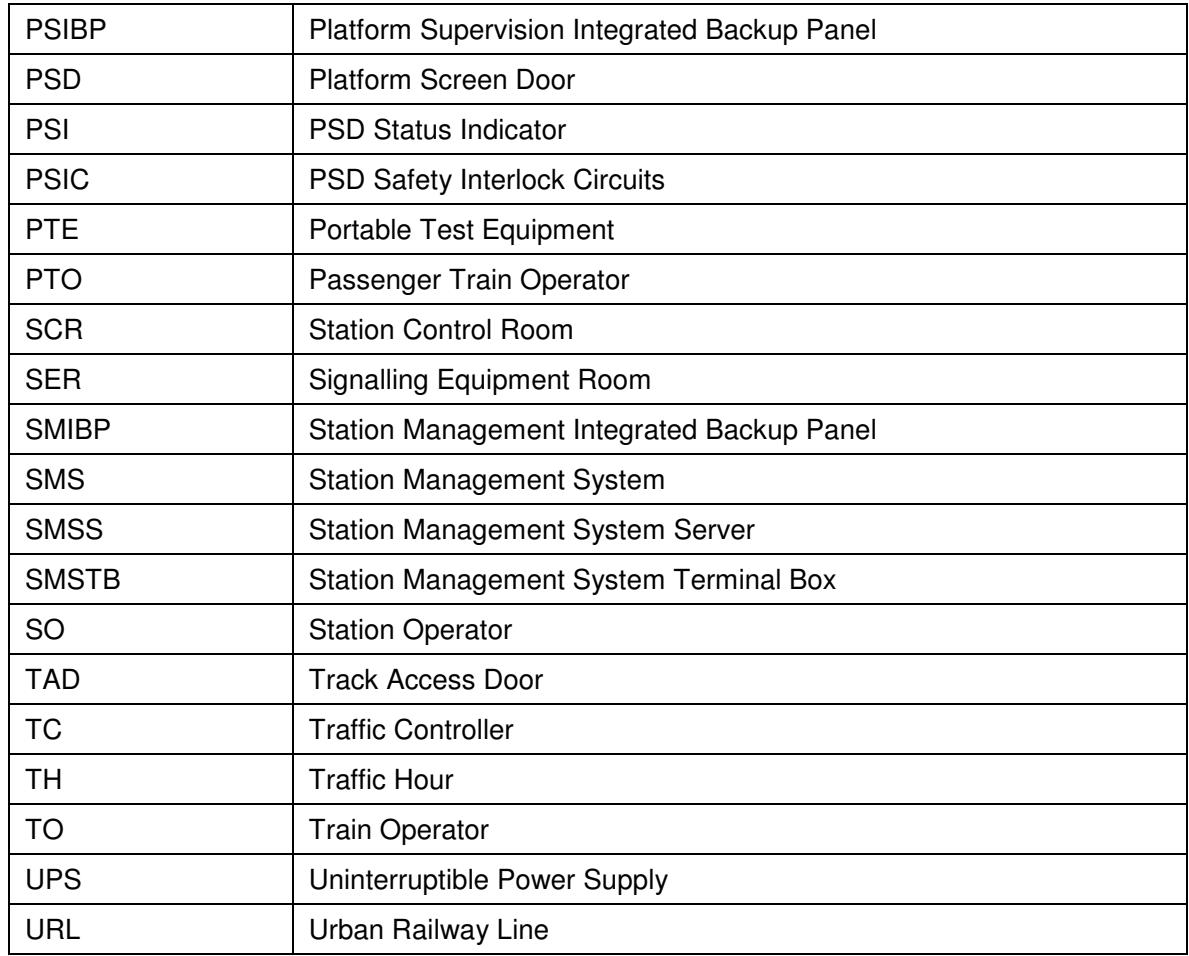 PSIBP Platform Supervision Integrated Backup Panel
PSD Platform Screen Door
PSI PSD Status Indicator
PSIC PSD Safety Interlock Circuits
PTE Portable Test Equipment
PTO Passenger Train Operator
SCR Station Control Room
SER Signalling Equipment Room
SMIBP Station Management Integrated Backup Panel
SMS Station Management System
SMSS Station Management System Server
SMSTB Station Management System Terminal Box
SO Station Operator
TAD Track Access Door
TC Traffic Controller
TH Traffic Hour
TO Train Operator
UPS Uninterruptible Power Supply
URL Urban Railway Line